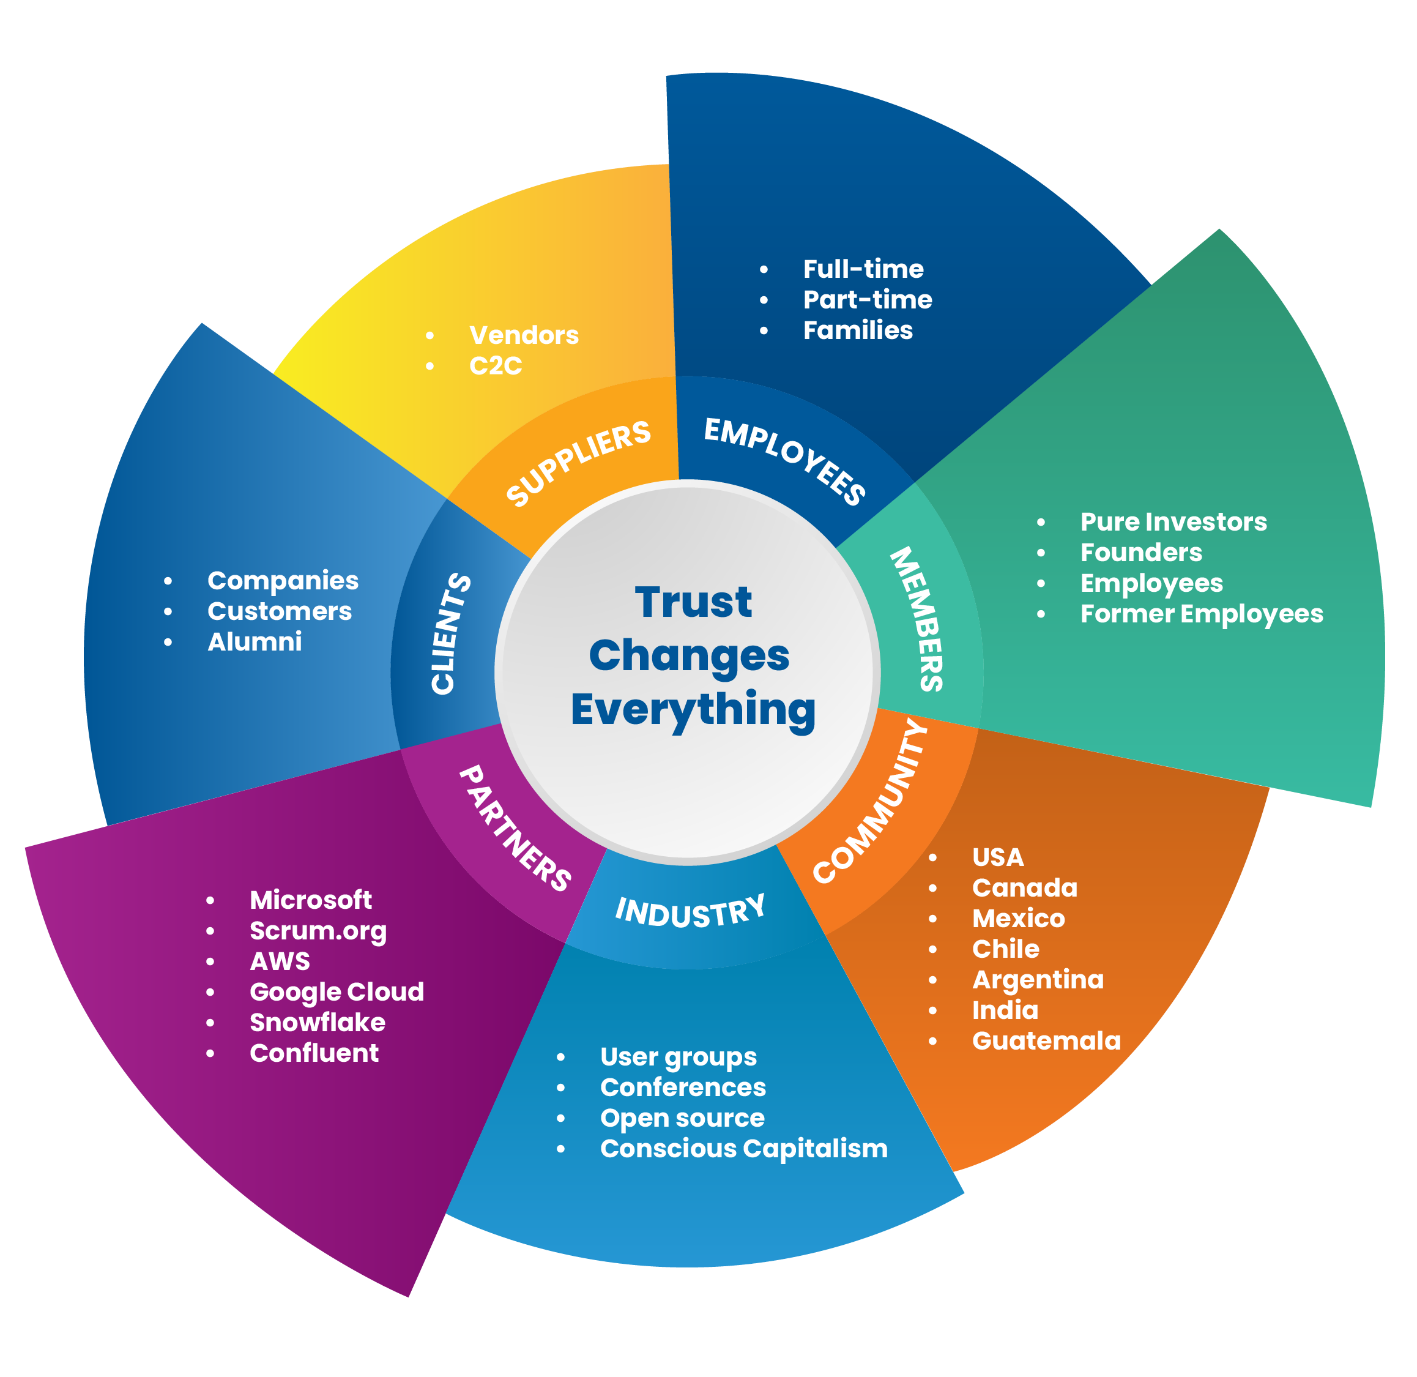 Trust
Changes
Everything
EMPLOYEES
• Full-time
• Part-time
• Families
MEMBERS
• Pure Investors
• Founders
• Employees
• Former Employees
COMMUNITY
• USA
• Canada
• Mexico
• Chile
• Argentina
• India
• Guatemala
INDUSTRY
• User groups
• Conferences
• Open source
• Conscious Capitalism
PARTNERS
• Microsoft
• Scrum.org
• AWS
• Google Cloud
• Snowflake
• Confluent
CLIENTS
• Companies
• Customers
• Alumni
SUPPLIERS
• Vendors
• C2C